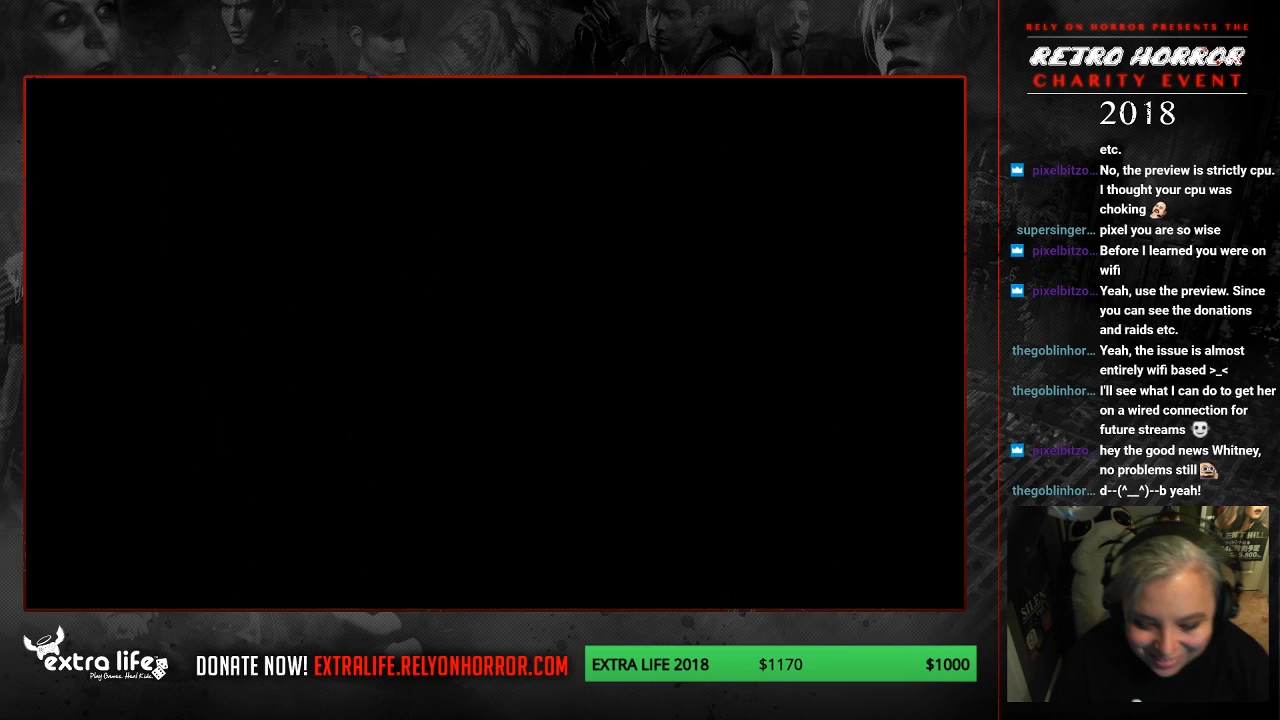 RELY ON HORROR PRESENTS THE
RETRO HORROR
CHARITY EVENT
2018
etc.
pixelbitzo... No, the preview is strictly cpu.
I thought your cpu was
choking
supersinger... pixel you are so wise
pixelbitzo... Before I learned you were on
wifi
pixelbitzo... Yeah, use the preview. Since
you can see the donations
and raids etc.
thegoblinhor... Yeah, the issue is almost
entirely wifi based >_<
thegoblinhor... I'll see what I can do to get her
on a wired connection for
future streams
pixelbitzo... hey the good news Whitney,
no problems still
thegoblinhor... d--(^__^)--b yeah!
extra life
Play Games. Heal Kids.
DONATE NOW! EXTRALIFE.RELYONHORROR.COM
EXTRA LIFE 2018 $1170 $1000